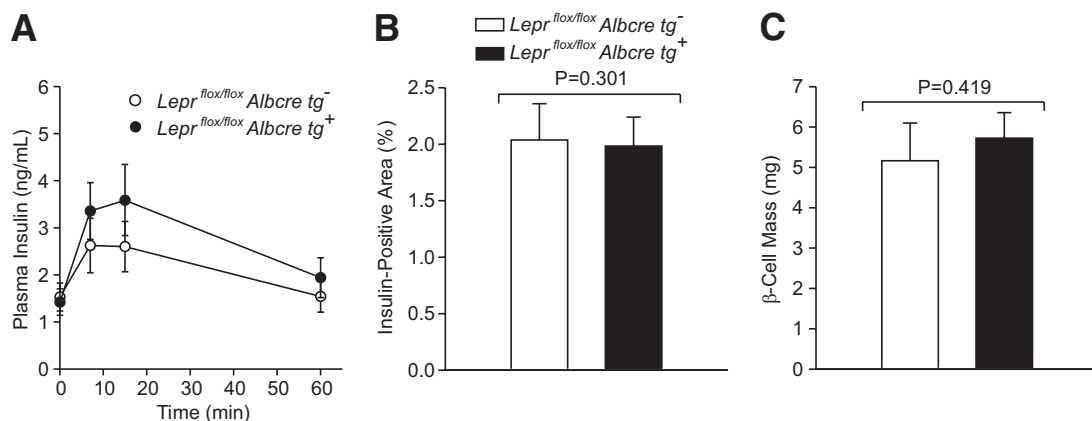 A
Plasma Insulin (ng/mL)
6
5
4
3
2
1
0
Lepr flox/flox Albcre tg-
Lepr flox/flox Albcre tg+
0 10 20 30 40 50 60
Time (min)
B
Lepr flox/flox Albcre tg-
Lepr flox/flox Albcre tg+
P=0.301
Insulin-Positive Area (%)
2.5
2.0
1.5
1.0
0.5
0.0
C
P=0.419
β-Cell Mass (mg)
7
6
5
4
3
2
1
0